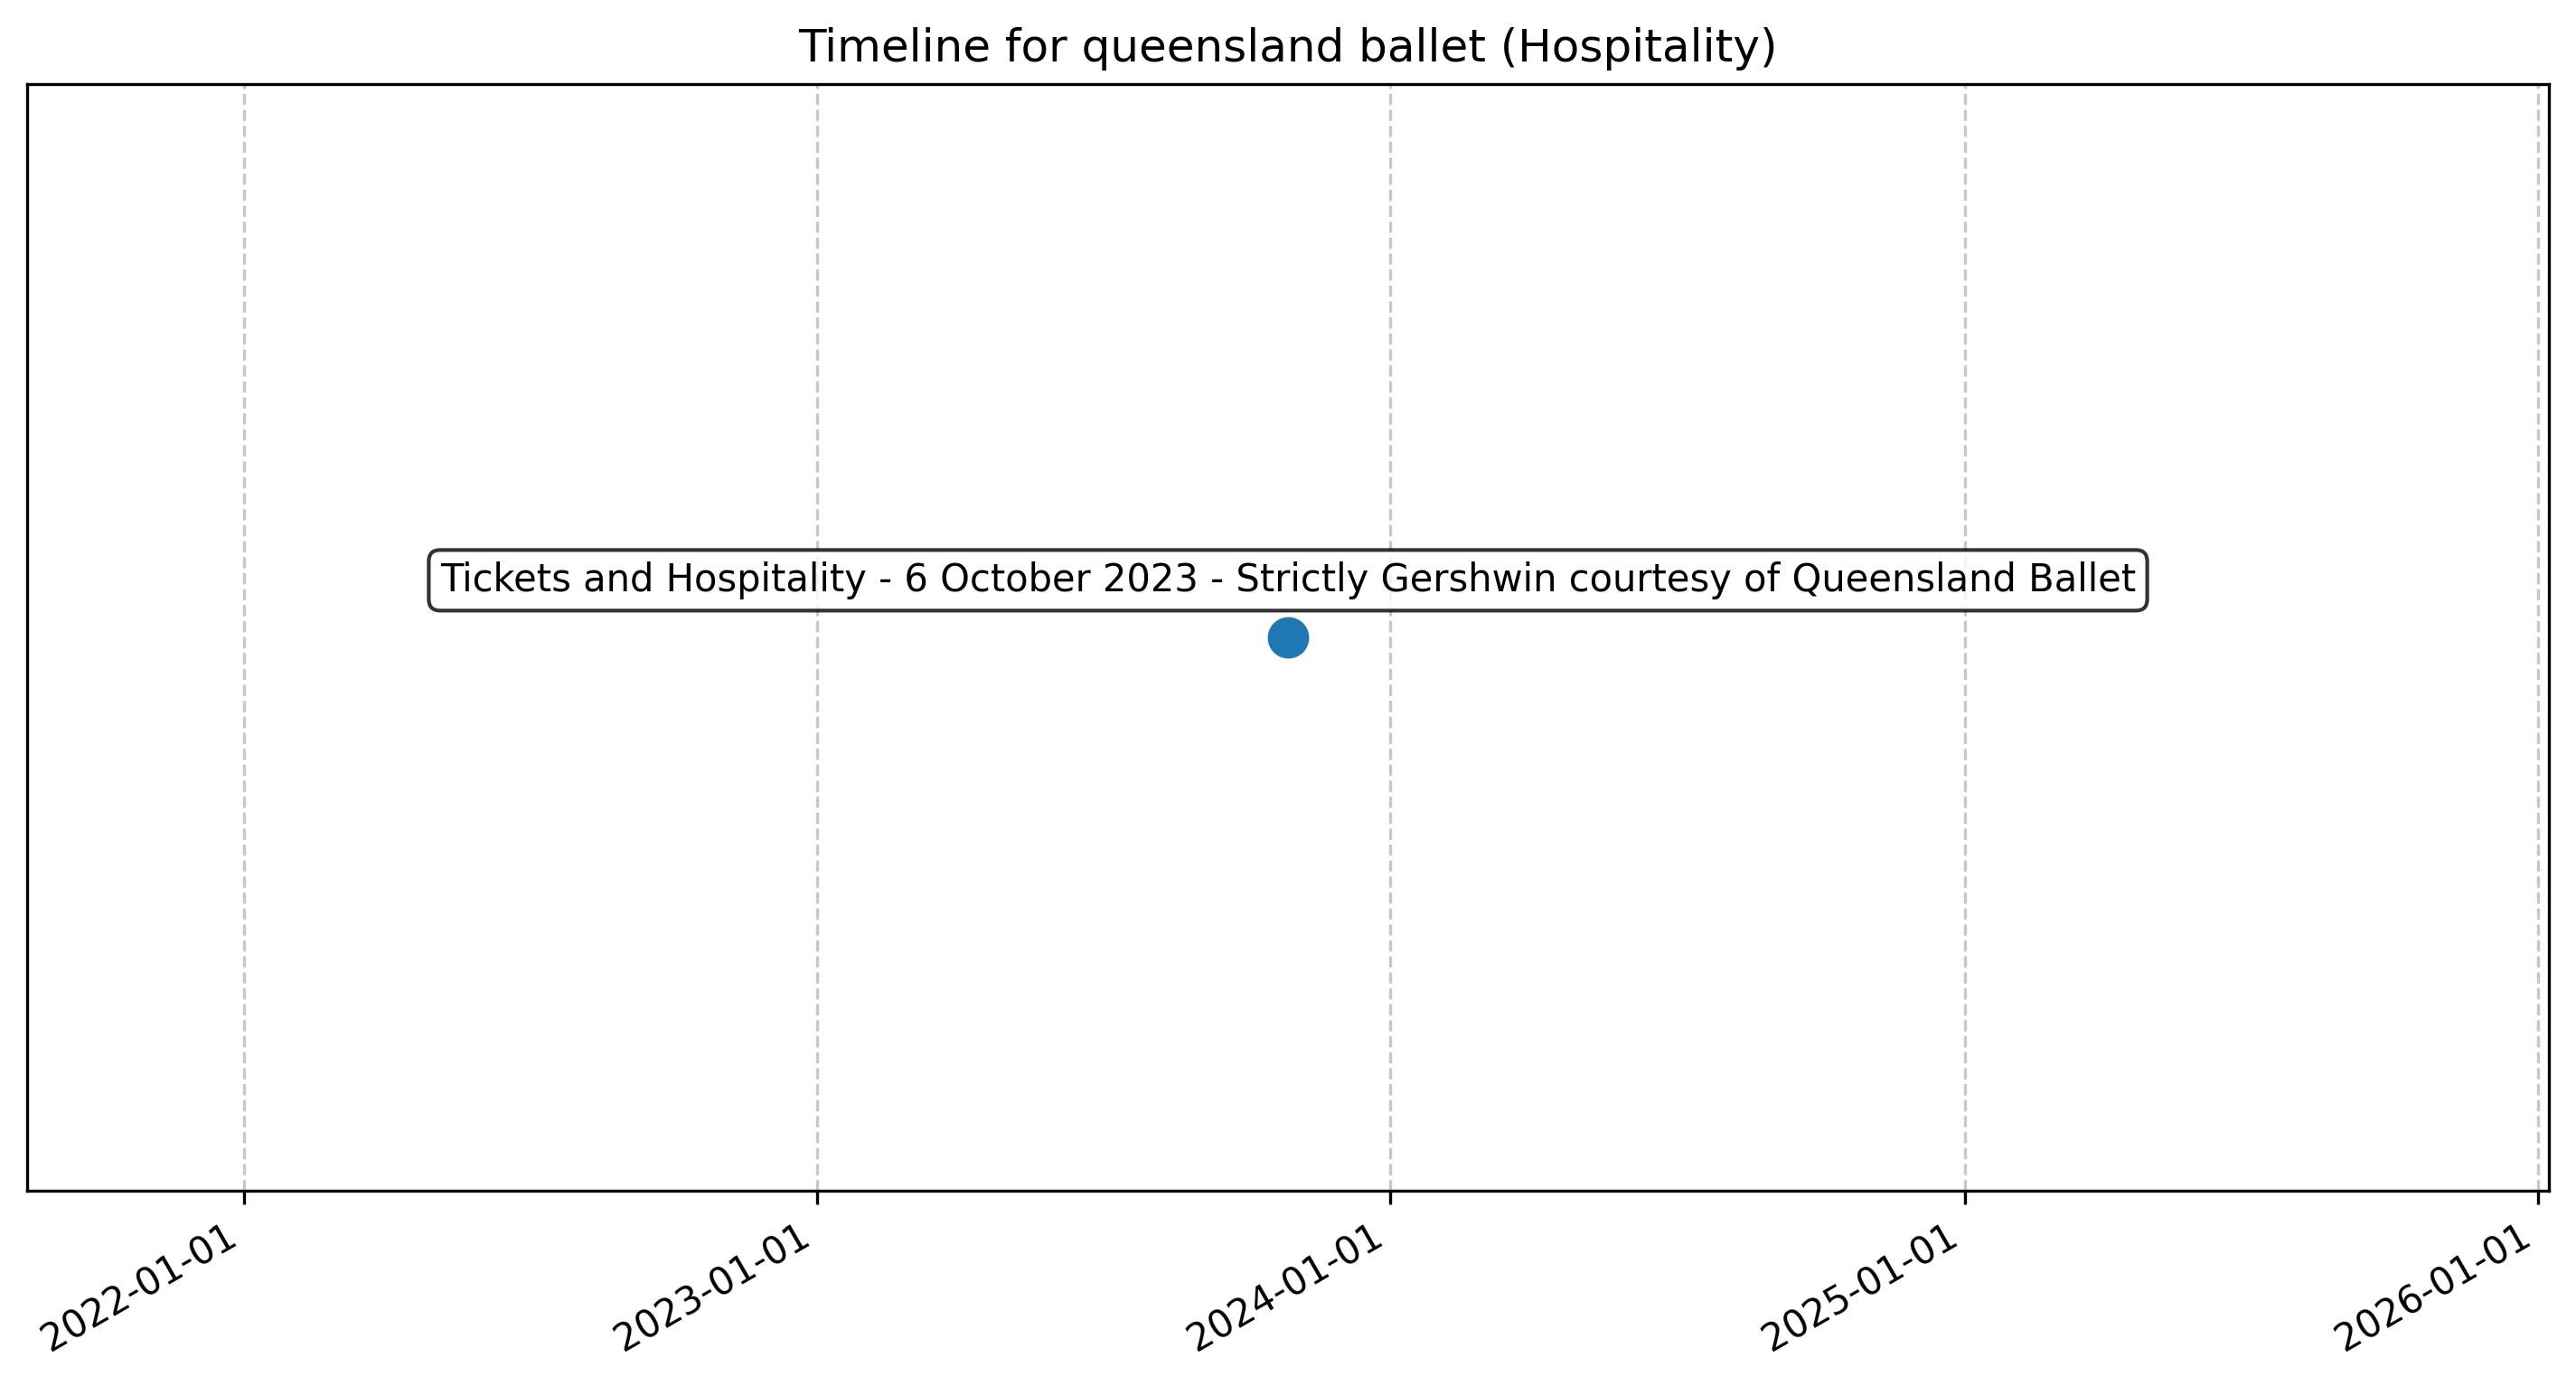 Timeline for queensland ballet (Hospitality)
Tickets and Hospitality - 6 October 2023 - Strictly Gershwin courtesy of Queensland Ballet
2022-01-01
2023-01-01
2024-01-01
2025-01-01
2026-01-01